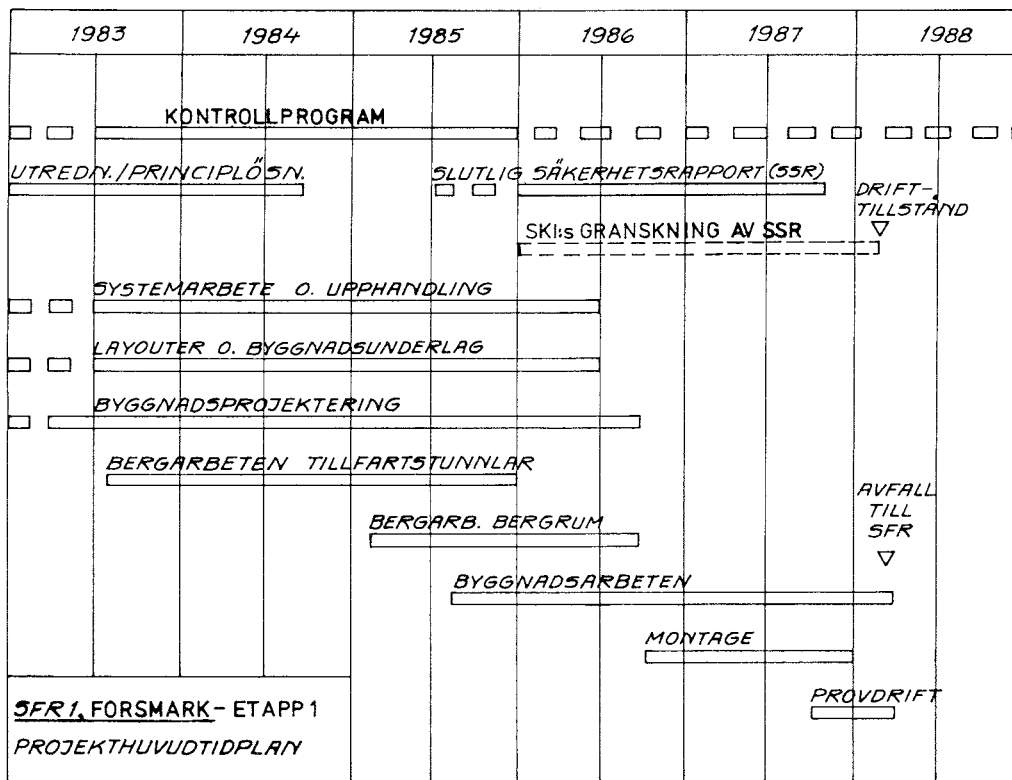 1983 1984 1985 1986 1987 1988
KONTROLLPROGRAM
UTREDN./PRINCIPLÖSN.
SLUTLIG SÄKERHETSRAPPORT (SSR)
DRIFT-
TILLSTÅND
SKI:s GRANSKNING AV SSR
SYSTEMARBETE O. UPPHANDLING
LAYOUTER O. BYGGNADSUNDERLAG
BYGGNADSPROJEKTERING
BERGARBETEN TILLFARTSTUNNLAR
AVFALL
TILL
SFR
BERGARB. BERGRUM
BYGGNADSARBETEN
MONTAGE
PROVDRIFT
SFR 1, FORSMARK - ETAPP 1
PROJEKTHUVUDTIDPLAN